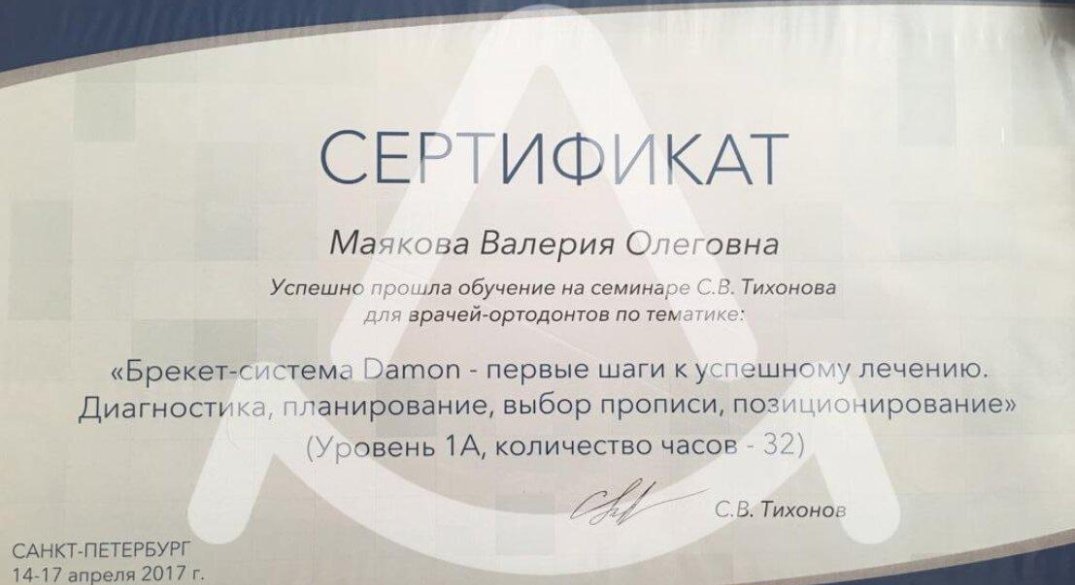 СЕРТИФИКАТ
Маякова Валерия Олеговна
Успешно прошла обучение на семинаре С.В. Тихонова
для врачей-ортодонтов по тематике:
«Брекет-система Damon - первые шаги к успешному лечению.
Диагностика, планирование, выбор прописи, позиционирование»
(Уровень 1А, количество часов - 32)
С.В. Тихонов
САНКТ-ПЕТЕРБУРГ
14-17 апреля 2017 г.